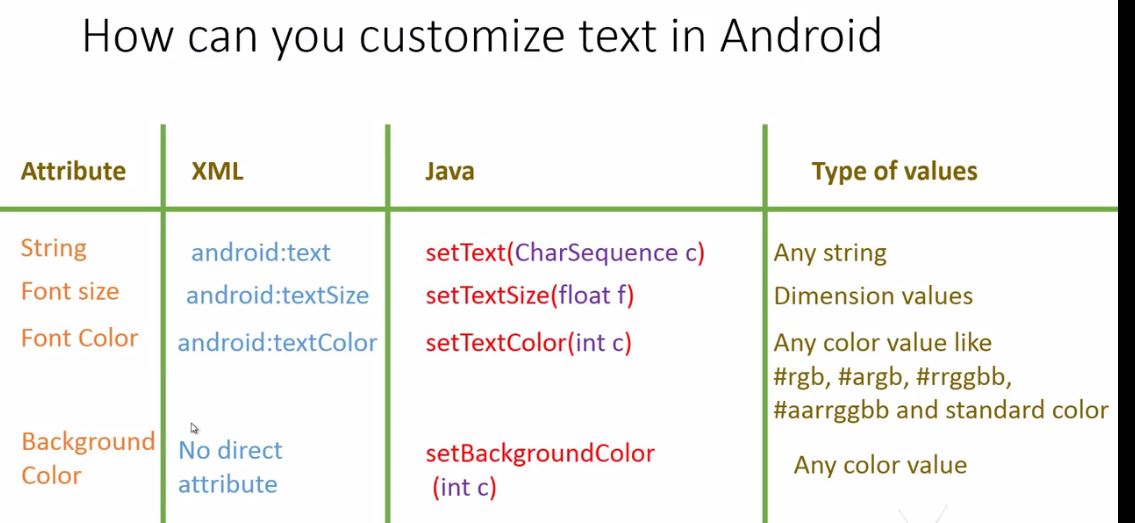 How can you customize text in Android
Attribute XML Java Type of values
String android:text setText(CharSequence c) Any string
Font size android:textSize setTextSize(float f) Dimension values
Font Color android:textColor setTextColor(int c) Any color value like
#rgb, #argb, #rrggbb,
#aarrggbb and standard color
Background No direct setBackgroundColor Any color value
Color attribute (int c)